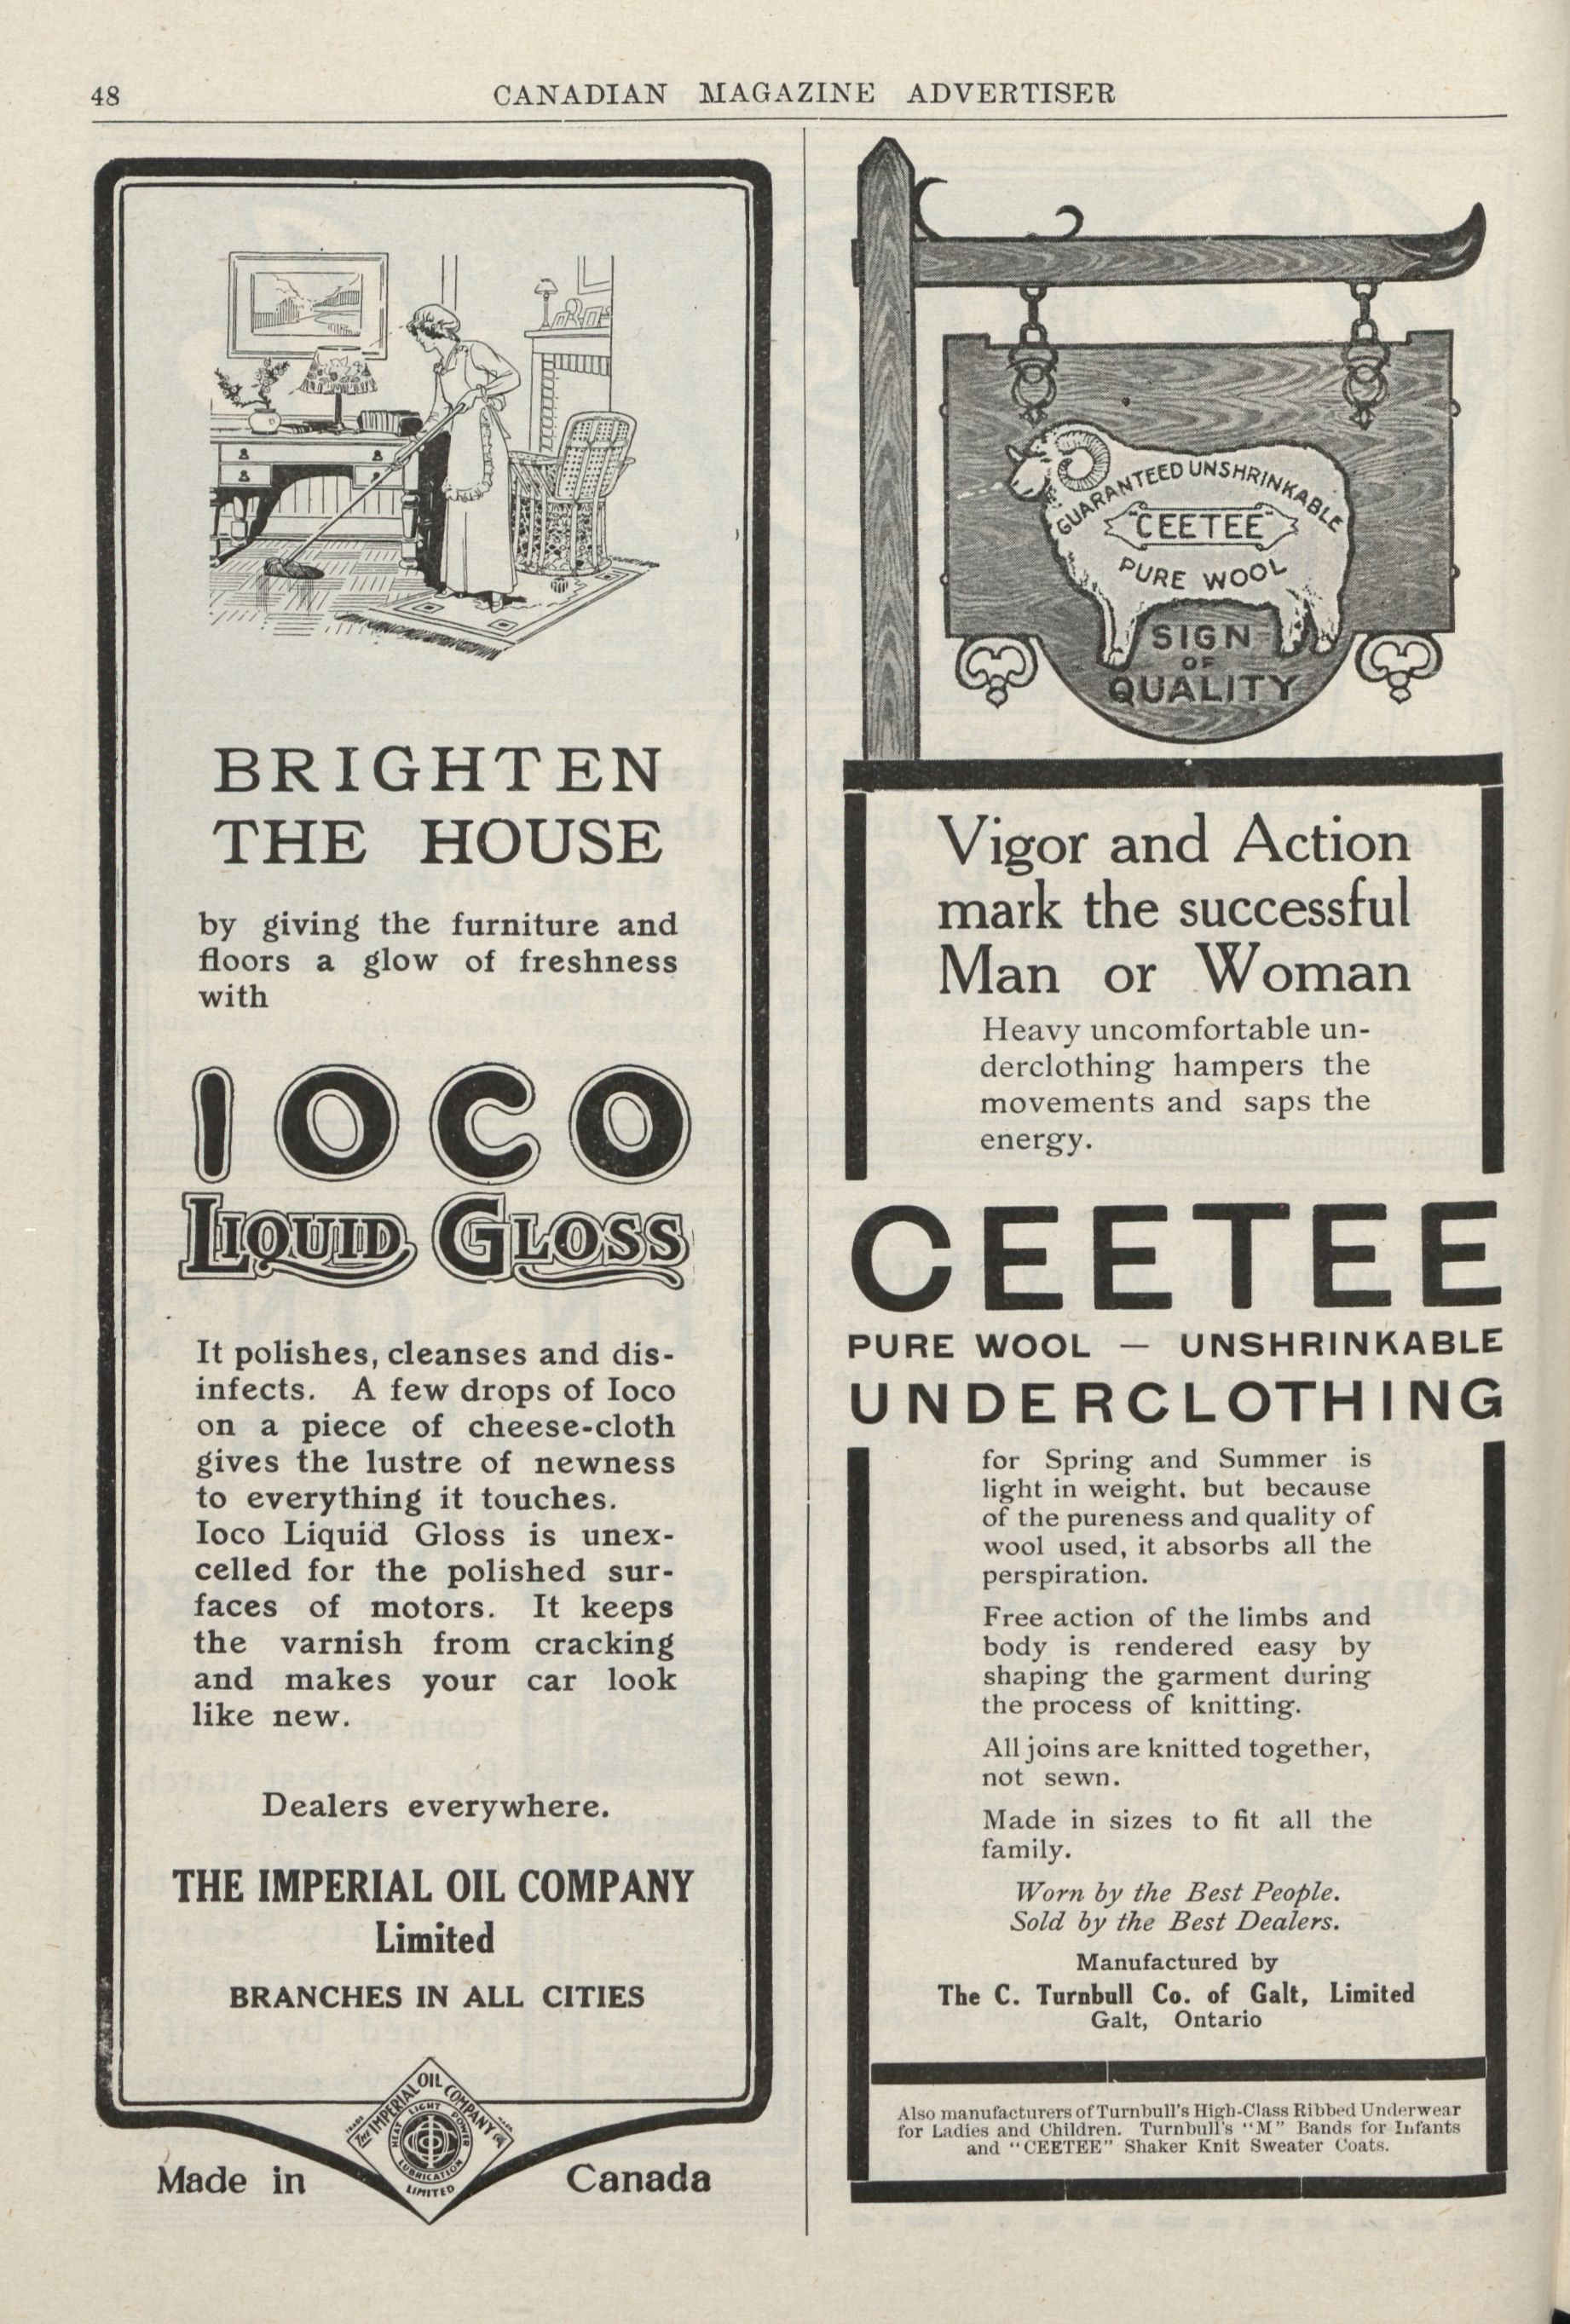 48
CANADIAN MAGAZINE ADVERTISER
BRIGHTEN
THE HOUSE
by giving the furniture and
floors a glow of freshness
with
IOCO
LIQUID GLOSS
It polishes, cleanses and dis-
infects. A few drops of Ioco
on a piece of cheese-cloth
gives the lustre of newness
to everything it touches.
Ioco Liquid Gloss is unex-
celled for the polished sur-
faces of motors. It keeps
the varnish from cracking
and makes your car look
like new.
Dealers everywhere.
THE IMPERIAL OIL COMPANY
Limited
BRANCHES IN ALL CITIES
TRADE MARK
THE IMPERIAL OIL COMPANY
LIMITED
HEAT LIGHT POWER
LUBRICATION
Made in Canada
GUARANTEED UNSHRINKABLE
"CEETEE"
PURE WOOL
SIGN
OF
QUALITY
Vigor and Action
mark the successful
Man or Woman
Heavy uncomfortable un-
derclothing hampers the
movements and saps the
energy.
CEETEE
PURE WOOL — UNSHRINKABLE
UNDERCLOTHING
for Spring and Summer is
light in weight, but because
of the pureness and quality of
wool used, it absorbs all the
perspiration.
Free action of the limbs and
body is rendered easy by
shaping the garment during
the process of knitting.
All joins are knitted together,
not sewn.
Made in sizes to fit all the
family.
Worn by the Best People.
Sold by the Best Dealers.
Manufactured by
The C. Turnbull Co. of Galt, Limited
Galt, Ontario
Also manufacturers of Turnbull's High-Class Ribbed Underwear
for Ladies and Children. Turnbull's "M" Bands for Infants
and "CEETEE" Shaker Knit Sweater Coats.